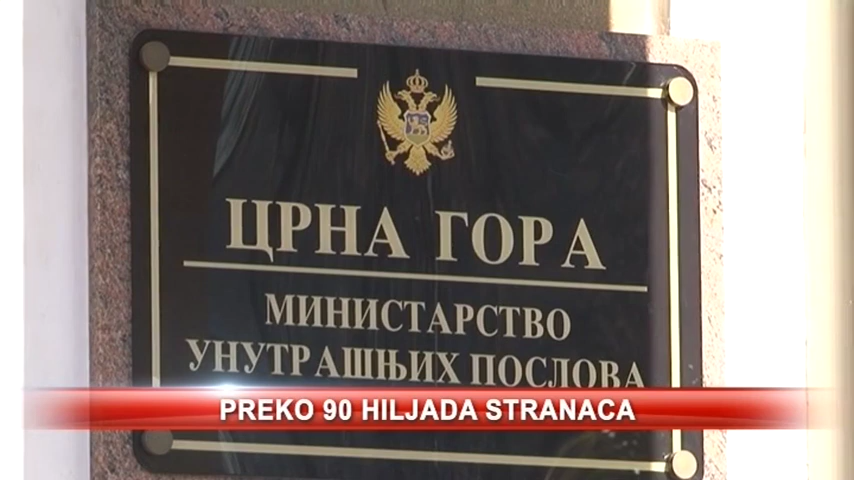 ЦРНА ГОРА
МИНИСТАРСТВО
УНУТРАШЊИХ ПОСЛОВА
PREKO 90 HILJADA STRANACA